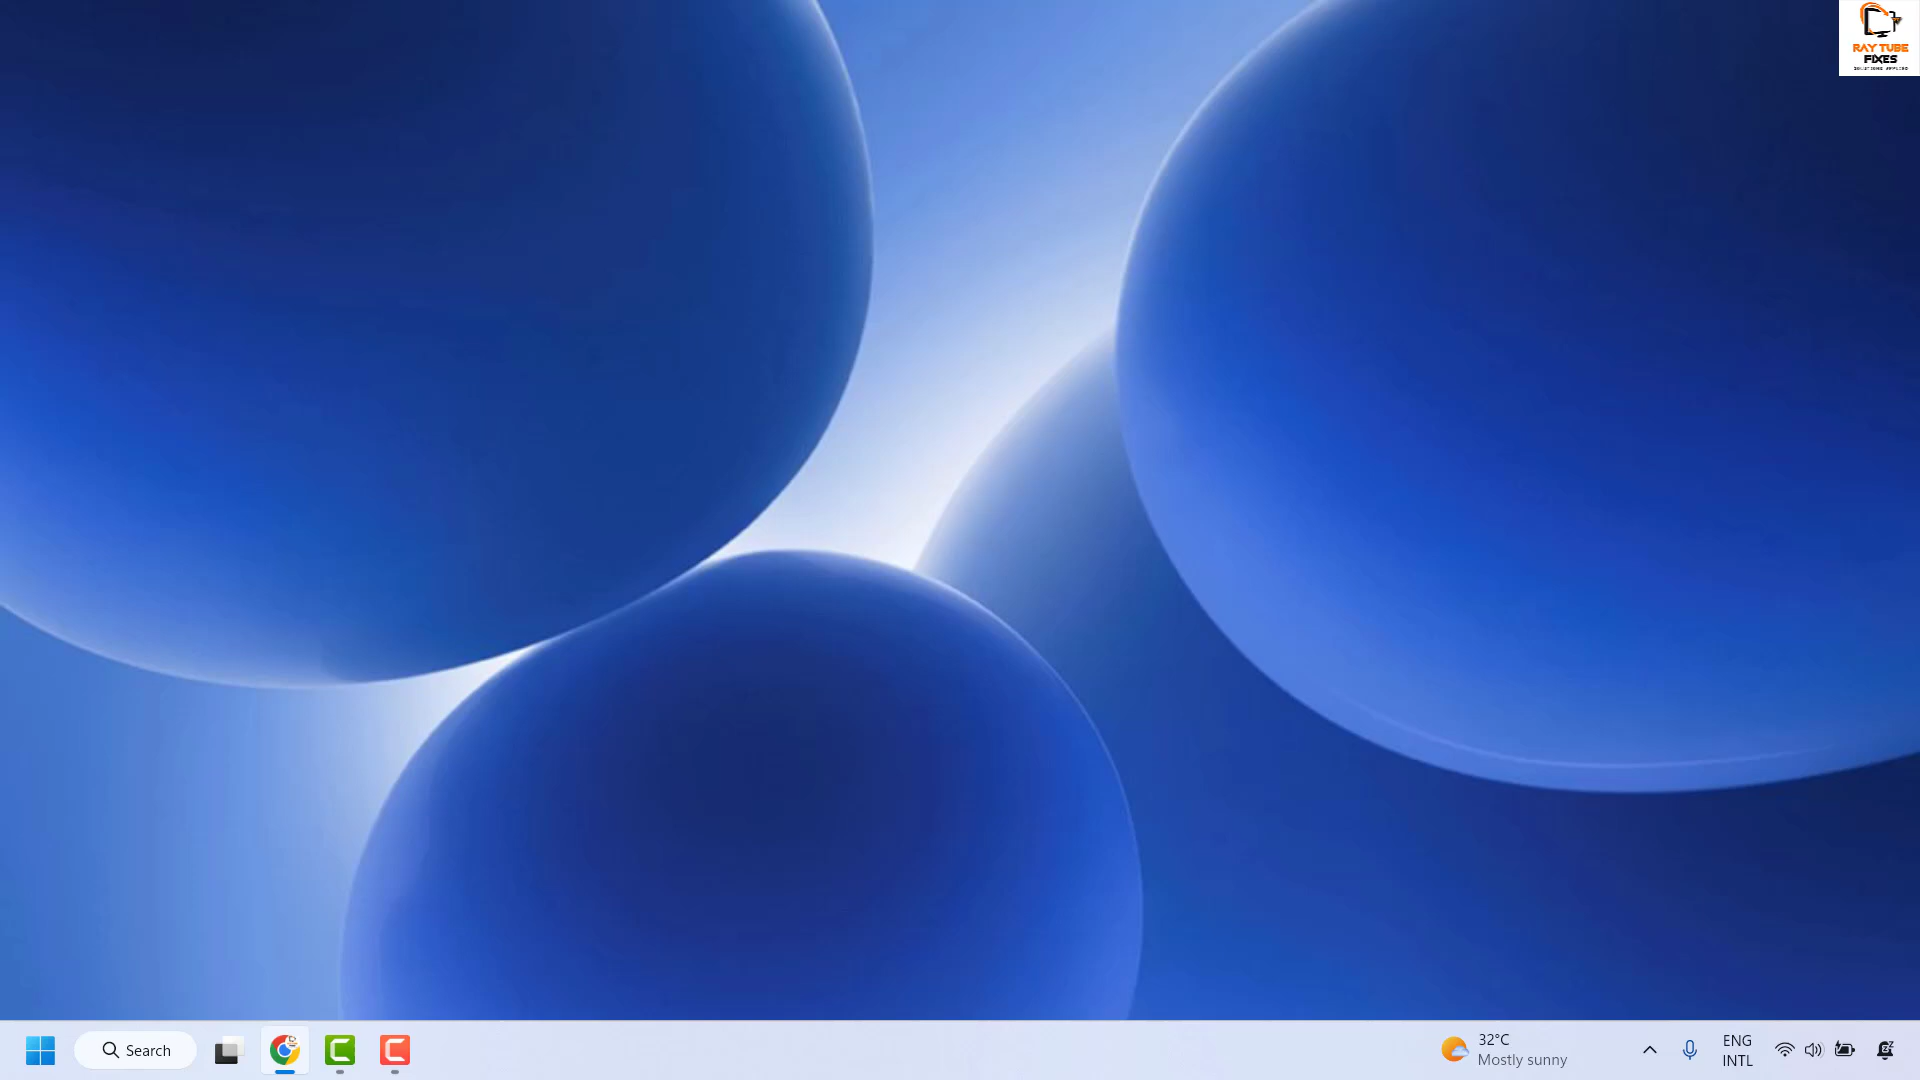 RAY TUBE
FIXES
Search
32°C
Mostly sunny
ENG
INTL